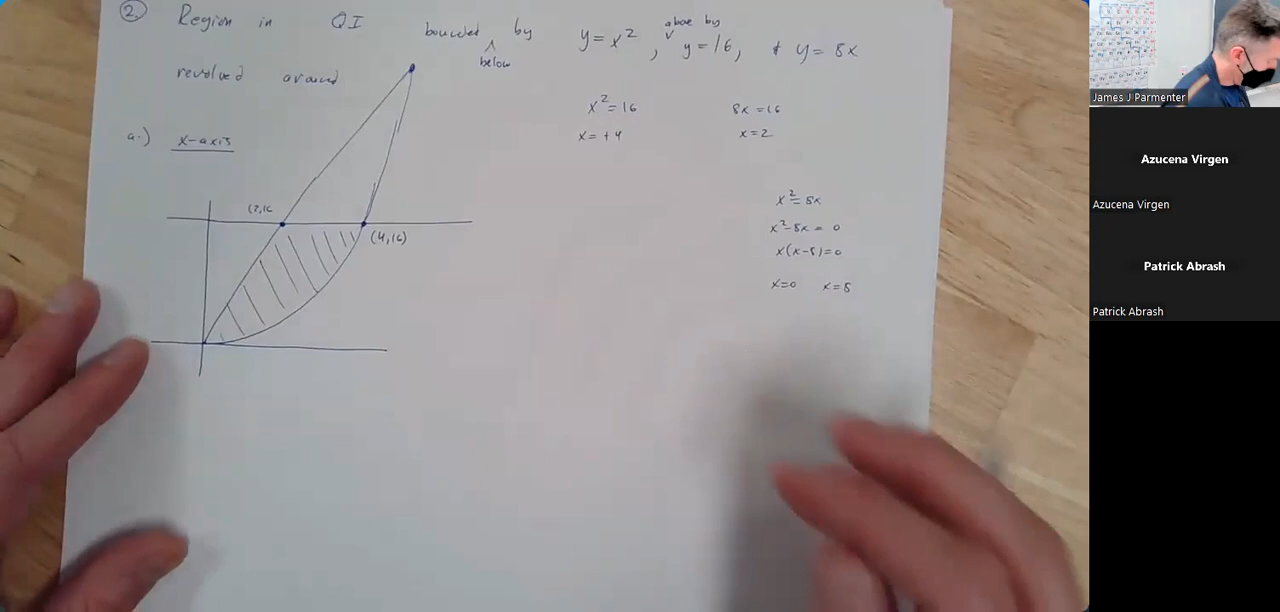 2. Region in QI bounded by y = x², y = 16, & y = 8x
above by
below
revolved around
a.) x-axis
x² = 16
x = +4
8x = 16
x = 2
x² = 8x
x² - 8x = 0
x(x-8) = 0
x=0 x=8
(2,16
(4,16)
James J Parmenter
Azucena Virgen
Azucena Virgen
Patrick Abrash
Patrick Abrash